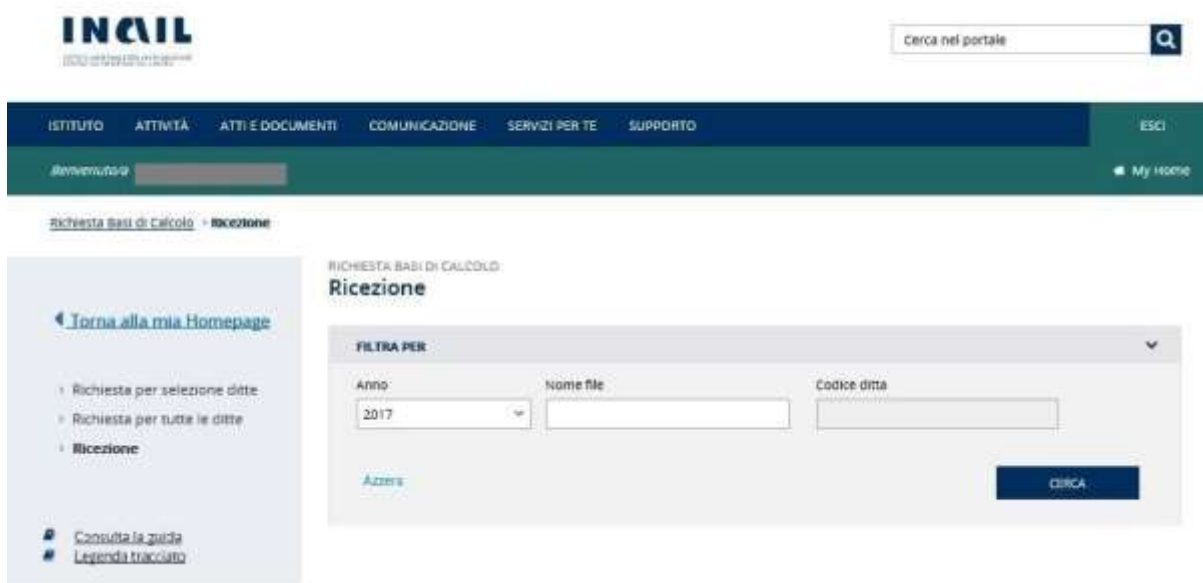 INAIL
Cerca nel portale
ISTITUTO ATTIVITÀ ATTI E DOCUMENTI COMUNICAZIONE SERVIZI PER TE SUPPORTO ESCI
Benvenuto/a My Home
Richiesta Basi di Calcolo Ricezione
RICHIESTA BASI DI CALCOLO
Ricezione
Torna alla mia Homepage
Richiesta per selezione ditte
Richiesta per tutte le ditte
Ricezione
Consulta la guida
Legenda tracciato
FILTRA PER
Anno Nome file Codice ditta
2017
Azzera CERCA